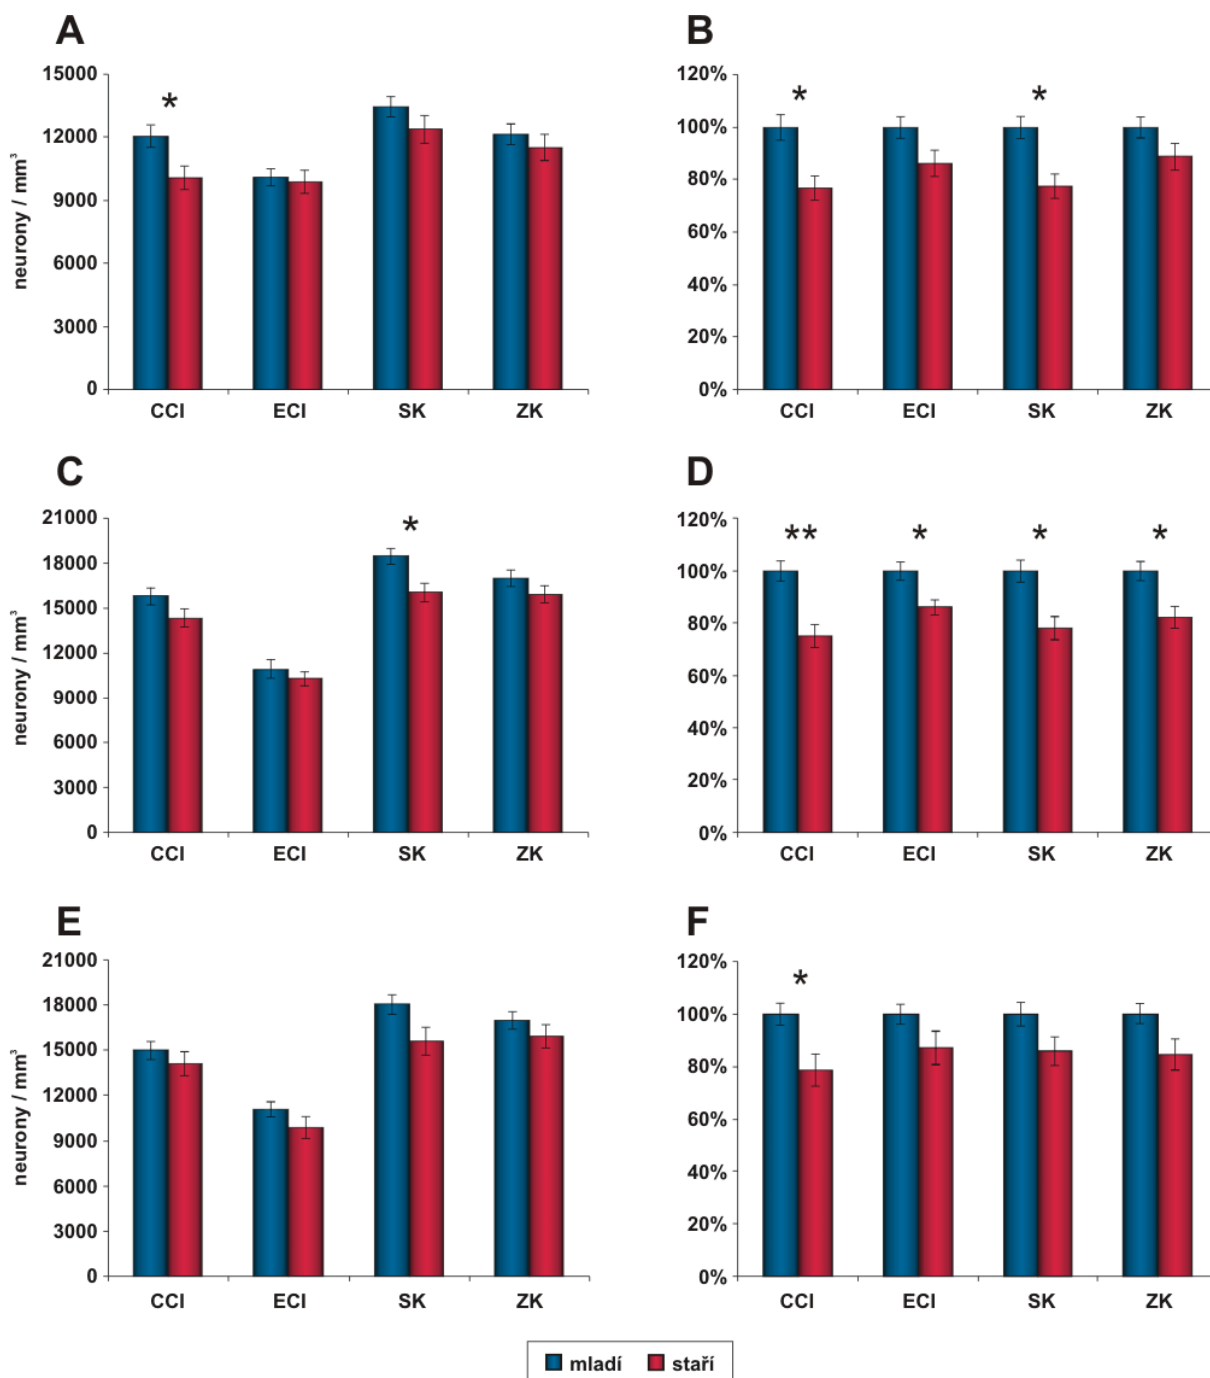 A
neurony / mm³
15000
12000
9000
6000
3000
0
*
CCI ECI SK ZK
B
120%
100%
80%
60%
40%
20%
0%
* *
CCI ECI SK ZK
C
neurony / mm³
21000
18000
15000
12000
9000
6000
3000
0
*
CCI ECI SK ZK
D
120%
100%
80%
60%
40%
20%
0%
** * * *
CCI ECI SK ZK
E
neurony / mm³
21000
18000
15000
12000
9000
6000
3000
0
CCI ECI SK ZK
F
120%
100%
80%
60%
40%
20%
0%
*
CCI ECI SK ZK
mladí staří